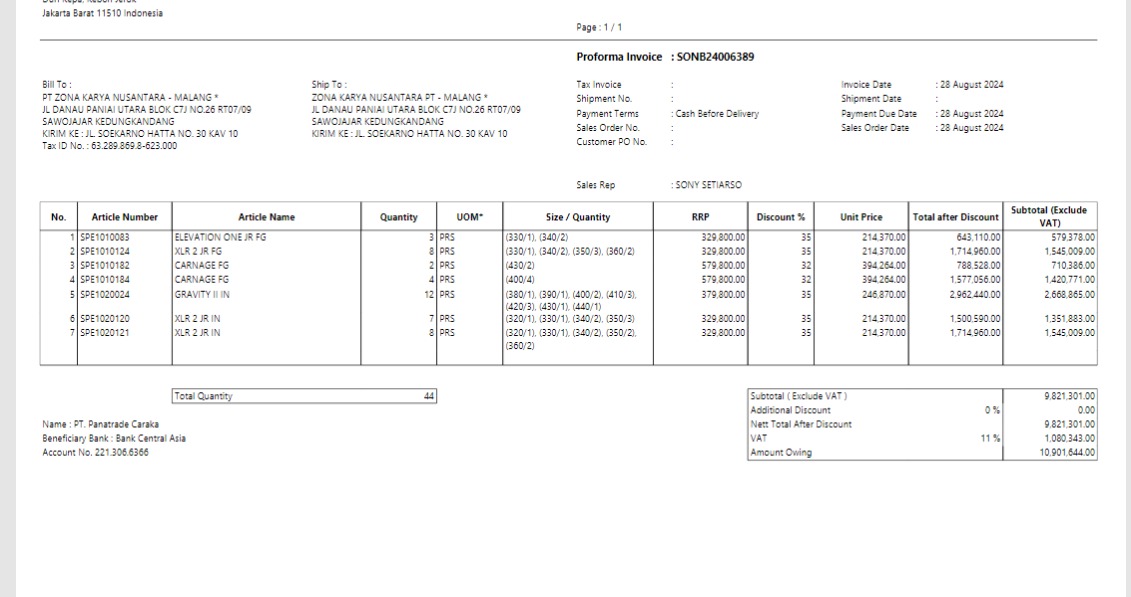 Jakarta Barat 11510 Indonesia
Page : 1 / 1
Proforma Invoice : SONB24006389
Bill To :
PT ZONA KARYA NUSANTARA - MALANG *
JL DANAU PANIAI UTARA BLOK C7J NO.26 RT07/09
SAWOJAJAR KEDUNGKANDANG
KIRIM KE : JL. SOEKARNO HATTA NO. 30 KAV 10
Tax ID No. : 63.289.869.8-623.000
Ship To :
ZONA KARYA NUSANTARA PT - MALANG *
JL DANAU PANIAI UTARA BLOK C7J NO.26 RT07/09
SAWOJAJAR KEDUNGKANDANG
KIRIM KE : JL. SOEKARNO HATTA NO. 30 KAV 10
Tax Invoice :
Shipment No. :
Payment Terms : Cash Before Delivery
Sales Order No. :
Customer PO No. :
Invoice Date : 28 August 2024
Shipment Date :
Payment Due Date : 28 August 2024
Sales Order Date : 28 August 2024
Sales Rep : SONY SETIARSO
No. Article Number Article Name Quantity UOM* Size / Quantity RRP Discount % Unit Price Total after Discount Subtotal (Exclude VAT)
1 SPE1010083 ELEVATION ONE JR FG 3 PRS (330/1), (340/2) 329,800.00 35 214,370.00 643,110.00 579,378.00
2 SPE1010124 XLR 2 JR FG 8 PRS (330/1), (340/2), (350/3), (360/2) 329,800.00 35 214,370.00 1,714,960.00 1,545,009.00
3 SPE1010182 CARNAGE FG 2 PRS (430/2) 579,800.00 32 394,264.00 788,528.00 710,386.00
4 SPE1010184 CARNAGE FG 4 PRS (400/4) 579,800.00 32 394,264.00 1,577,056.00 1,420,771.00
5 SPE1020024 GRAVITY II IN 12 PRS (380/1), (390/1), (400/2), (410/3), 379,800.00 35 246,870.00 2,962,440.00 2,668,865.00
(420/3), (430/1), (440/1)
6 SPE1020120 XLR 2 JR IN 7 PRS (320/1), (330/1), (340/2), (350/3) 329,800.00 35 214,370.00 1,500,590.00 1,351,883.00
7 SPE1020121 XLR 2 JR IN 8 PRS (320/1), (330/1), (340/2), (350/2), 329,800.00 35 214,370.00 1,714,960.00 1,545,009.00
(360/2)
Total Quantity 44
Name : PT. Panatrade Caraka
Beneficiary Bank : Bank Central Asia
Account No. 221.306.6366
Subtotal ( Exclude VAT ) 9,821,301.00
Additional Discount 0 % 0.00
Nett Total After Discount 9,821,301.00
VAT 11 % 1,080,343.00
Amount Owing 10,901,644.00